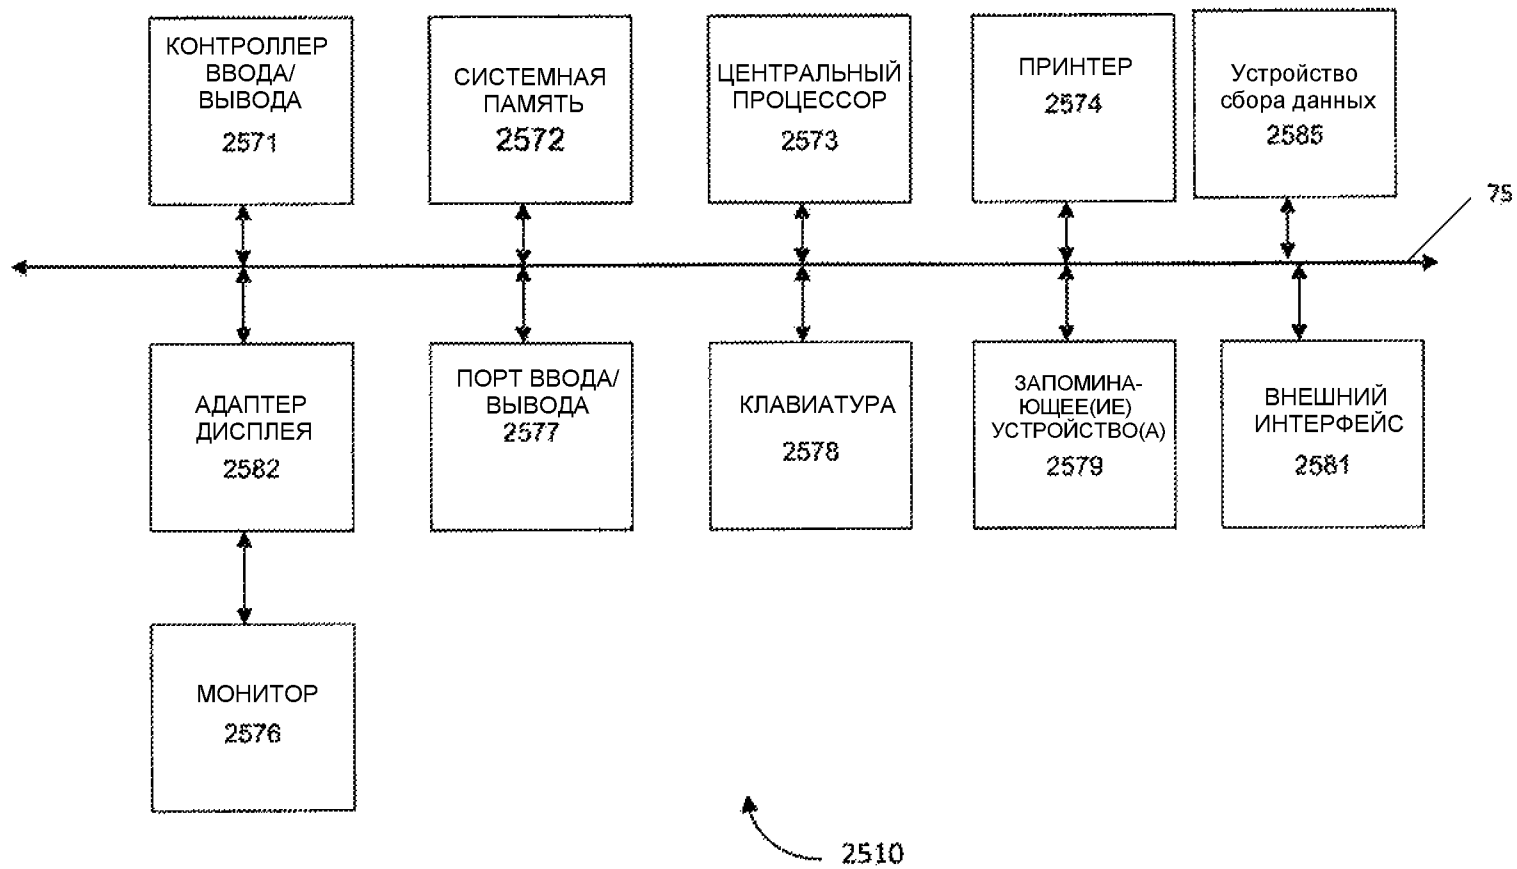 КОНТРОЛЛЕР
ВВОДА/
ВЫВОДА
2571
СИСТЕМНАЯ
ПАМЯТЬ
2572
ЦЕНТРАЛЬНЫЙ
ПРОЦЕССОР
2573
ПРИНТЕР
2574
Устройство
сбора данных
2585
75
АДАПТЕР
ДИСПЛЕЯ
2582
ПОРТ ВВОДА/
ВЫВОДА
2577
КЛАВИАТУРА
2578
ЗАПОМИНА-
ЮЩЕЕ(ИЕ)
УСТРОЙСТВО(А)
2579
ВНЕШНИЙ
ИНТЕРФЕЙС
2581
МОНИТОР
2576
2510